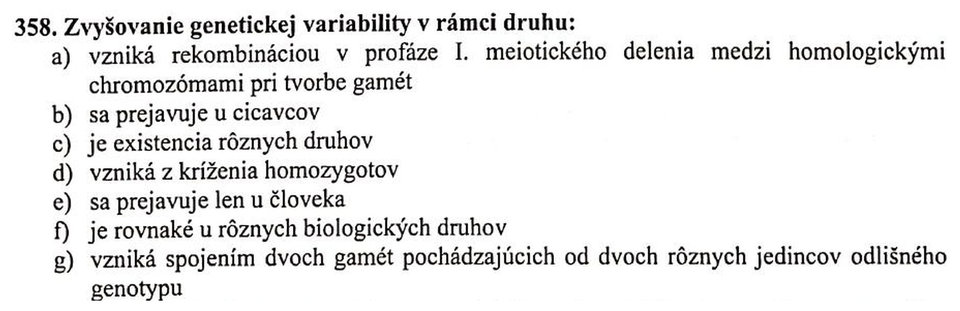 358. Zvyšovanie genetickej variability v rámci druhu:
a) vzniká rekombináciou v profáze I. meiotického delenia medzi homologickými
chromozómami pri tvorbe gamét
b) sa prejavuje u cicavcov
c) je existencia rôznych druhov
d) vzniká z kríženia homozygotov
e) sa prejavuje len u človeka
f) je rovnaké u rôznych biologických druhov
g) vzniká spojením dvoch gamét pochádzajúcich od dvoch rôznych jedincov odlišného
genotypu